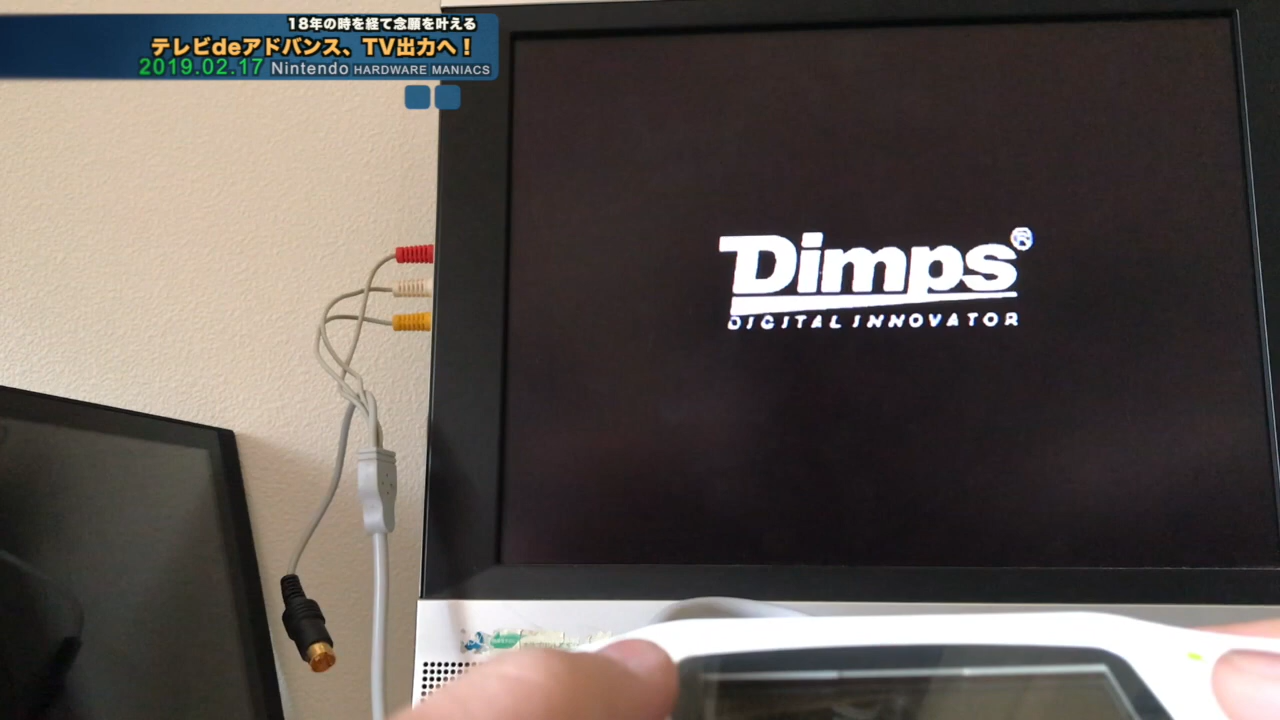 18年の時を経て念願を叶える
テレビdeアドバンス、TV出力へ！
2019.02.17 Nintendo HARDWARE MANIACS
Dimps®
DIGITAL INNOVATOR